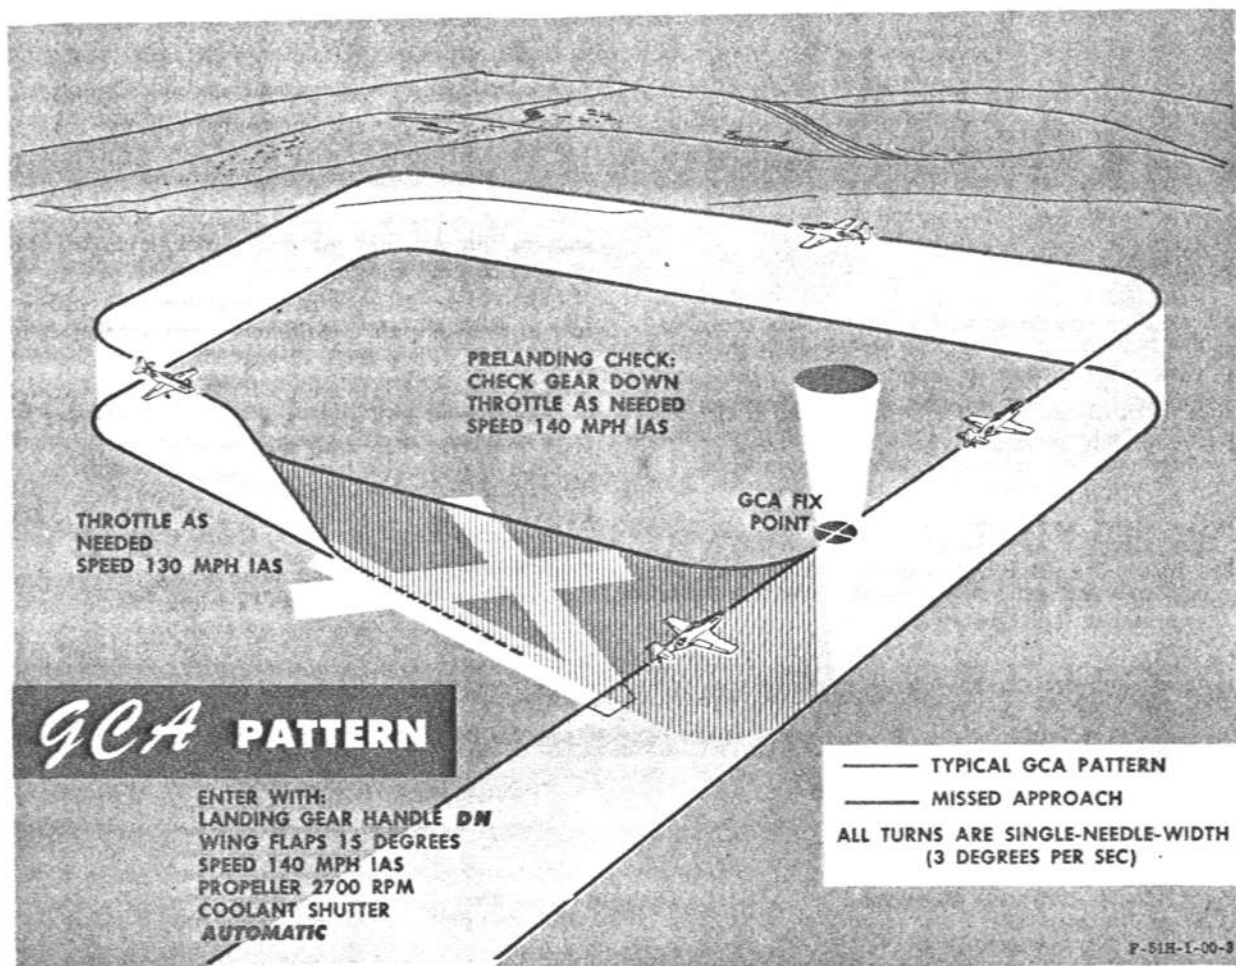 PRELANDING CHECK:
CHECK GEAR DOWN
THROTTLE AS NEEDED
SPEED 140 MPH IAS
GCA FIX
POINT
THROTTLE AS
NEEDED
SPEED 130 MPH IAS
GCA PATTERN
ENTER WITH:
LANDING GEAR HANDLE DN
WING FLAPS 15 DEGREES
SPEED 140 MPH IAS
PROPELLER 2700 RPM
COOLANT SHUTTER
AUTOMATIC
TYPICAL GCA PATTERN
MISSED APPROACH
ALL TURNS ARE SINGLE-NEEDLE-WIDTH
(3 DEGREES PER SEC)
F-51H-1-00-3